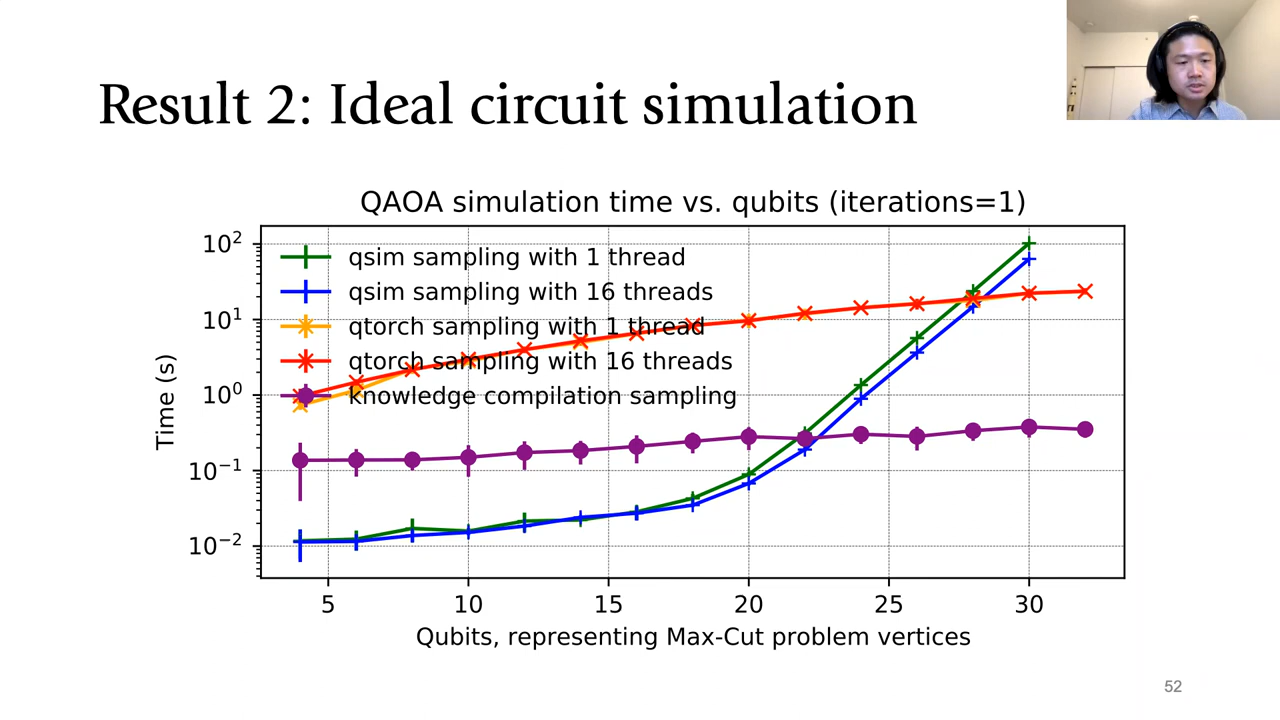 Result 2: Ideal circuit simulation
QAOA simulation time vs. qubits (iterations=1)
qsim sampling with 1 thread
qsim sampling with 16 threads
qtorch sampling with 1 thread
qtorch sampling with 16 threads
knowledge compilation sampling
Time (s)
10²
10¹
10⁰
10⁻¹
10⁻²
5 10 15 20 25 30
Qubits, representing Max-Cut problem vertices
52